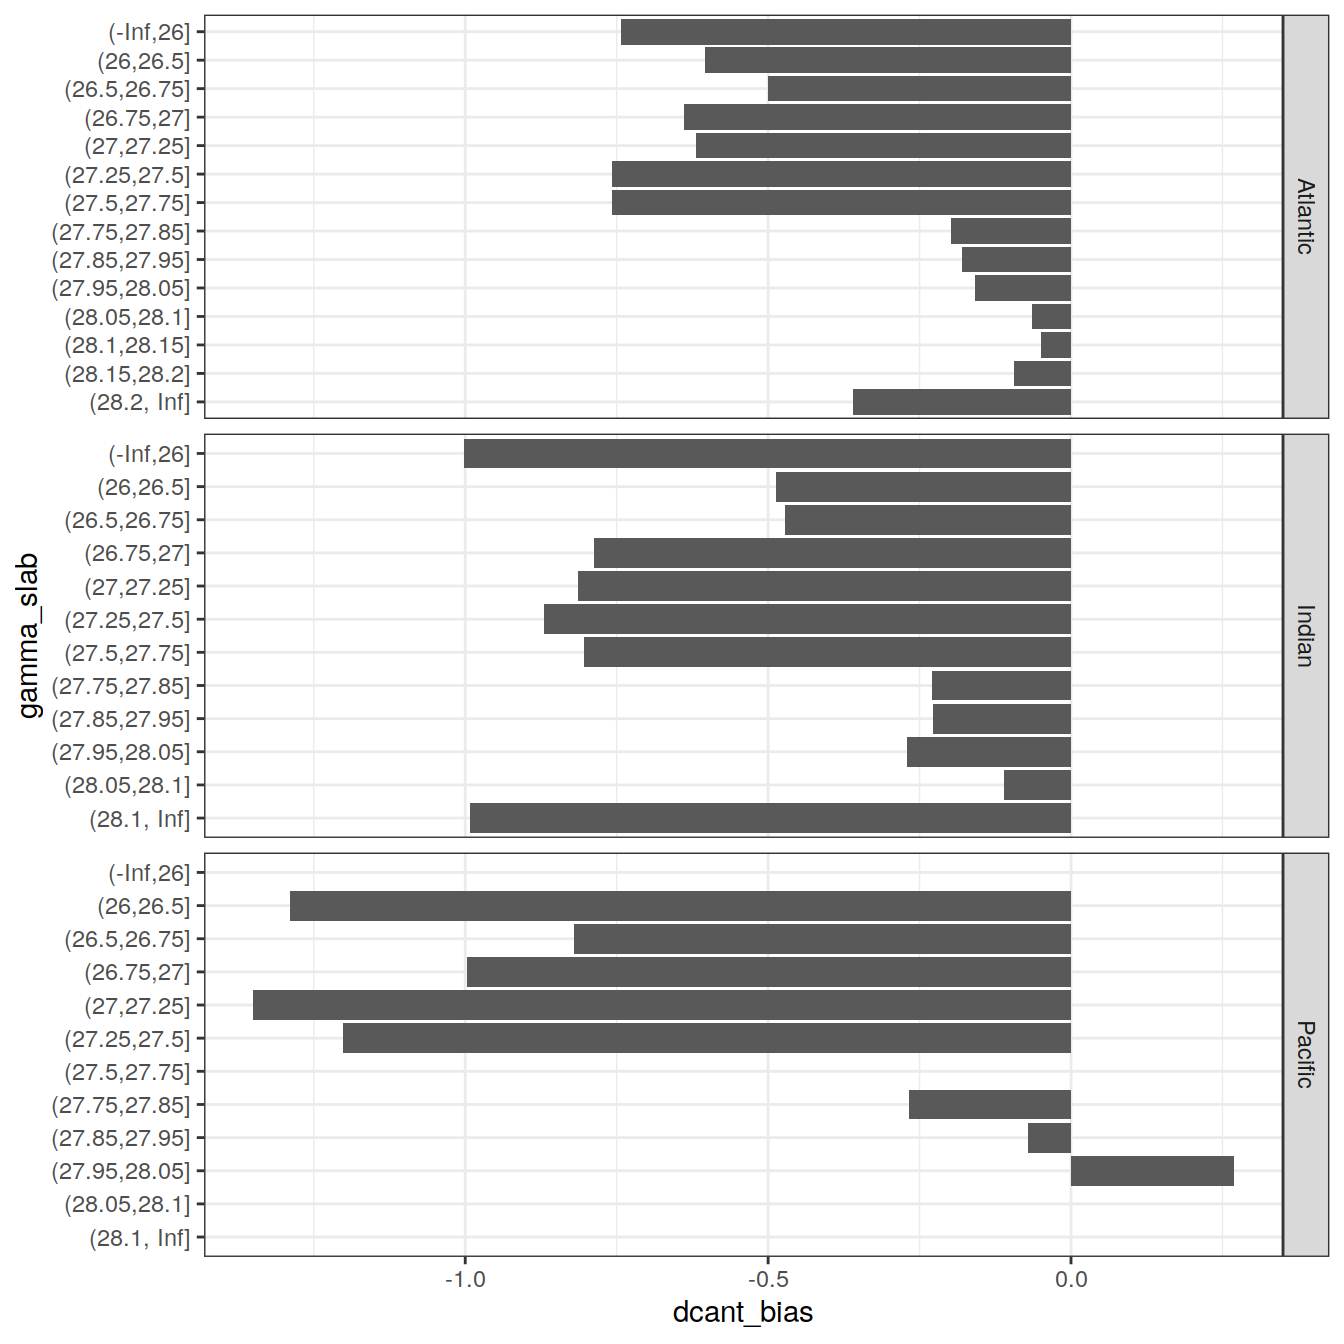 (-Inf,26]
(26,26.5]
(26.5,26.75]
(26.75,27]
(27,27.25]
(27.25,27.5]
(27.5,27.75]
(27.75,27.85]
(27.85,27.95]
(27.95,28.05]
(28.05,28.1]
(28.1,28.15]
(28.15,28.2]
(28.2, Inf]
Atlantic
(-Inf,26]
(26,26.5]
(26.5,26.75]
(26.75,27]
(27,27.25]
(27.25,27.5]
(27.5,27.75]
(27.75,27.85]
(27.85,27.95]
(27.95,28.05]
(28.05,28.1]
(28.1, Inf]
Indian
(-Inf,26]
(26,26.5]
(26.5,26.75]
(26.75,27]
(27,27.25]
(27.25,27.5]
(27.5,27.75]
(27.75,27.85]
(27.85,27.95]
(27.95,28.05]
(28.05,28.1]
(28.1, Inf]
Pacific
gamma_slab
-1.0 -0.5 0.0
dcant_bias